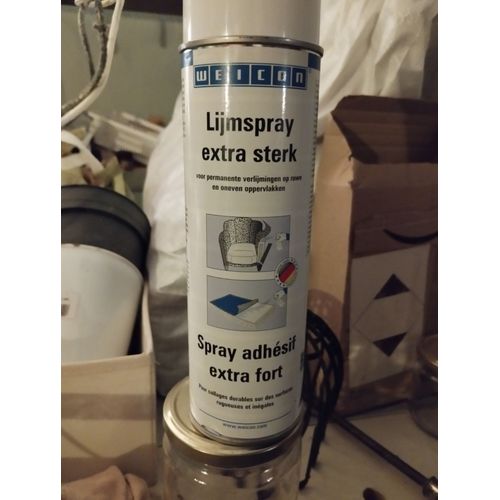 WEICON
Lijmspray
extra sterk
voor permanente verlijmingen op ruwe
en oneven oppervlakken
Spray adhésif
extra fort
Pour collages durables sur des surfaces
rugueuses et inégales
www.weicon.com